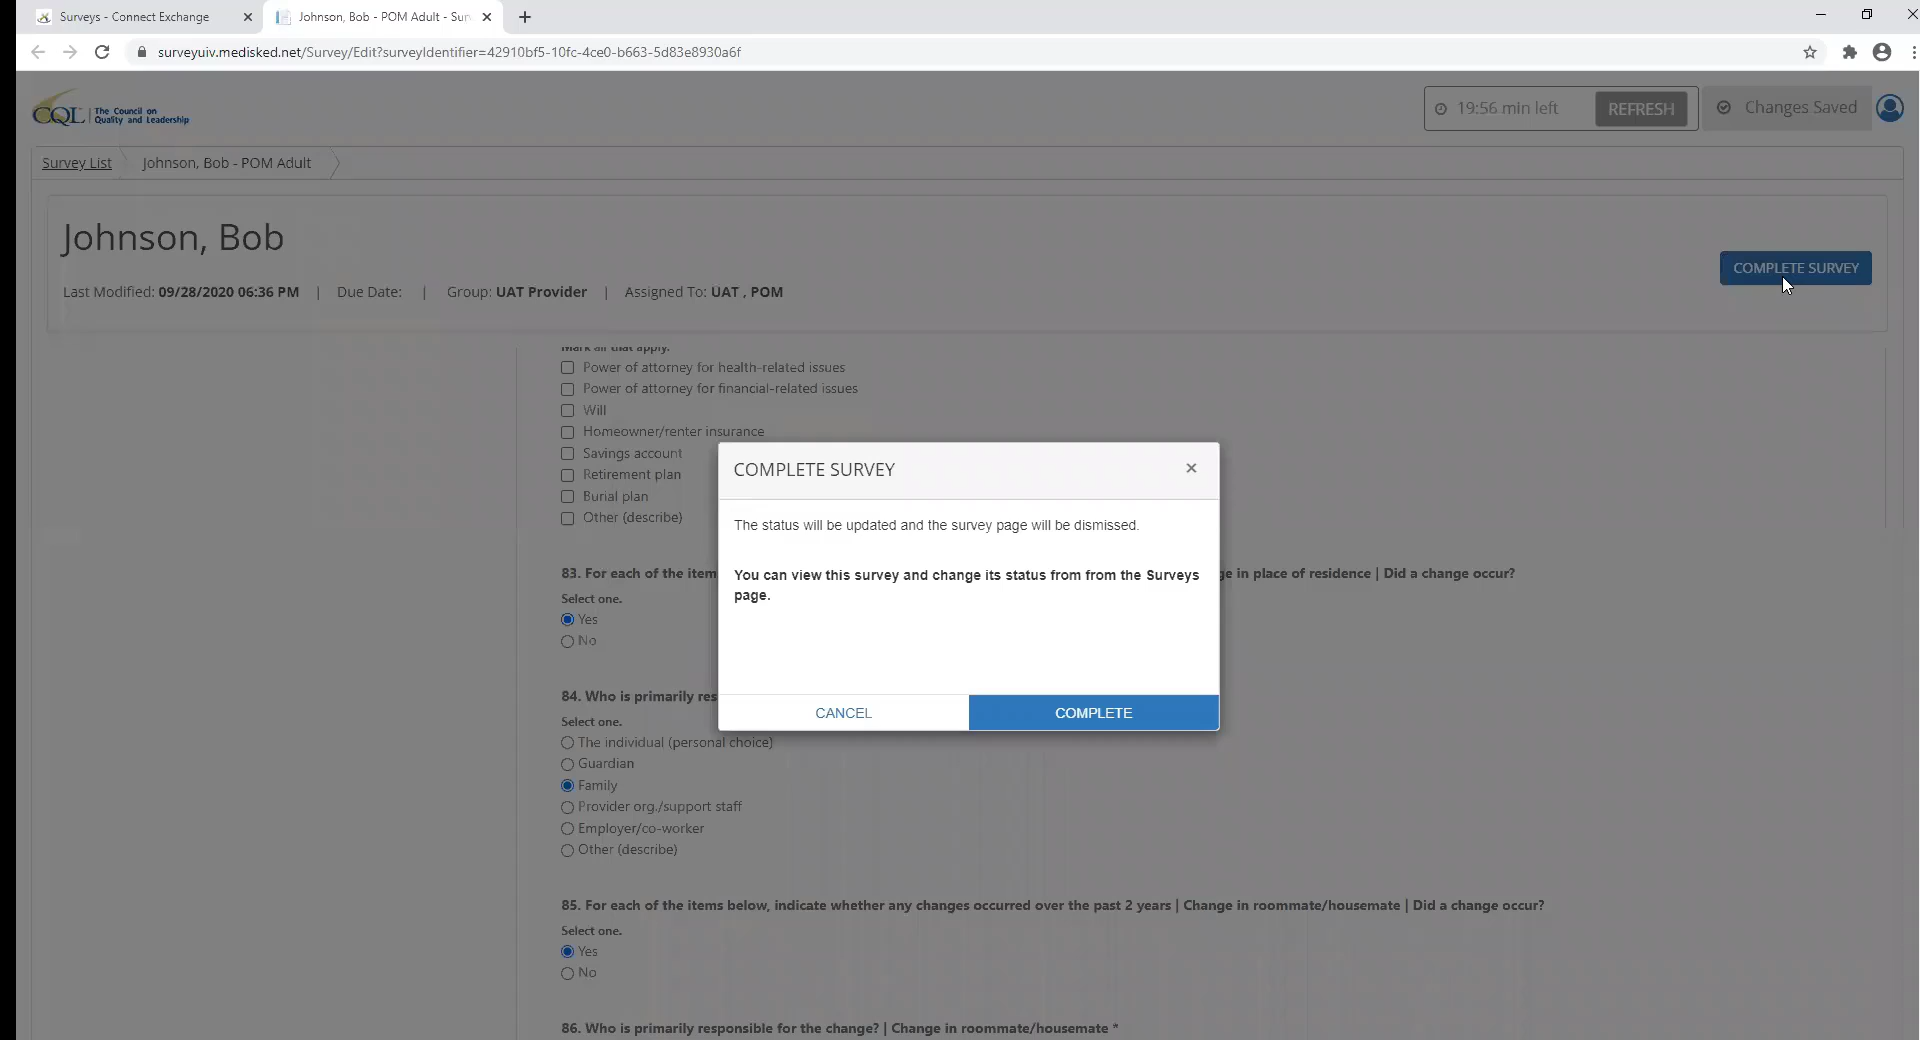 Surveys - Connect Exchange
Johnson, Bob - POM Adult - Sur
surveyuiv.medisked.net/Survey/Edit?surveyIdentifier=42910bf5-10fc-4ce0-b663-5d83e8930a6f
CQL | The Council on
Quality and Leadership
19:56 min left
REFRESH
Changes Saved
Survey List
Johnson, Bob - POM Adult
Johnson, Bob
COMPLETE SURVEY
Last Modified: 09/28/2020 06:36 PM | Due Date: | Group: UAT Provider | Assigned To: UAT , POM
Mark all that apply.
Power of attorney for health-related issues
Power of attorney for financial-related issues
Will
Homeowner/renter insurance
Savings account
Retirement plan
Burial plan
Other (describe)
COMPLETE SURVEY
The status will be updated and the survey page will be dismissed.
You can view this survey and change its status from from the Surveys
page.
CANCEL
COMPLETE
83. For each of the item ge in place of residence | Did a change occur?
Select one.
Yes
No
84. Who is primarily res
Select one.
The individual (personal choice)
Guardian
Family
Provider org./support staff
Employer/co-worker
Other (describe)
85. For each of the items below, indicate whether any changes occurred over the past 2 years | Change in roommate/housemate | Did a change occur?
Select one.
Yes
No
86. Who is primarily responsible for the change? | Change in roommate/housemate *